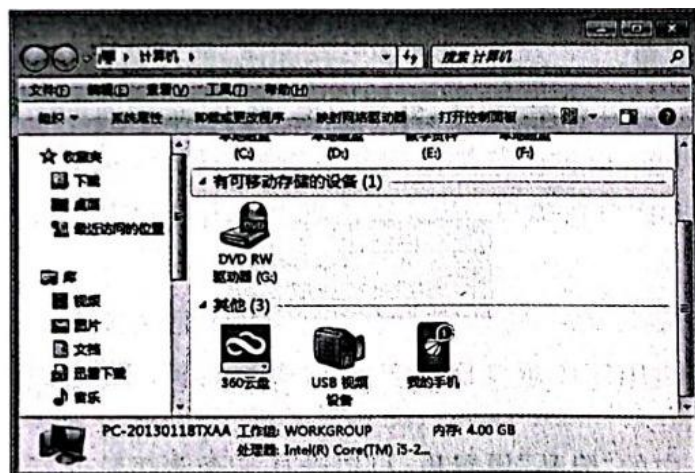 计算机
搜索 计算机
文件(F) 编辑(E) 查看(V) 工具(T) 帮助(H)
组织 系统属性 卸载或更改程序 映射网络驱动器 打开控制面板
收藏夹
下载
桌面
最近访问的位置
库
视频
图片
文档
迅雷下载
音乐
(C:) (D:) (E:) (F:)
有可移动存储的设备 (1)
DVD RW
驱动器 (G:)
其他 (3)
360云盘 USB 视频 我的手机
设备
PC-20130118TXAA 工作组: WORKGROUP 内存: 4.00 GB
处理器: Intel(R) Core(TM) i5-2...